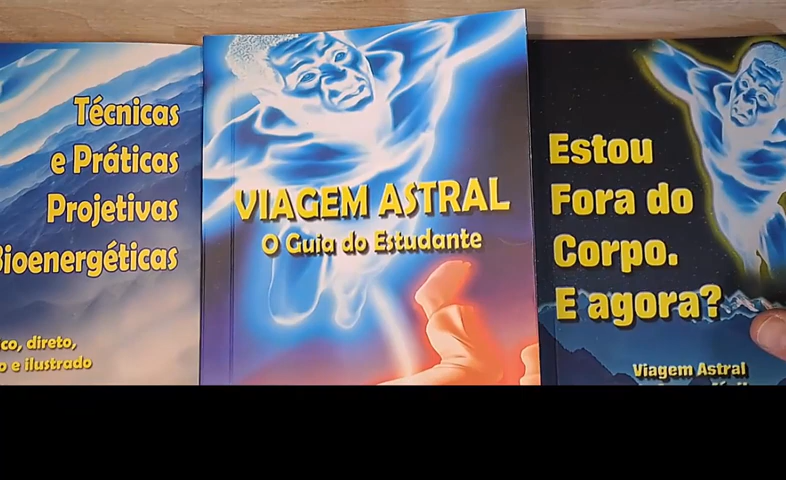 Técnicas
e Práticas
Projetivas
Bioenergéticas
co, direto,
o e ilustrado
VIAGEM ASTRAL
O Guia do Estudante
Estou
Fora do
Corpo.
E agora?
Viagem Astral